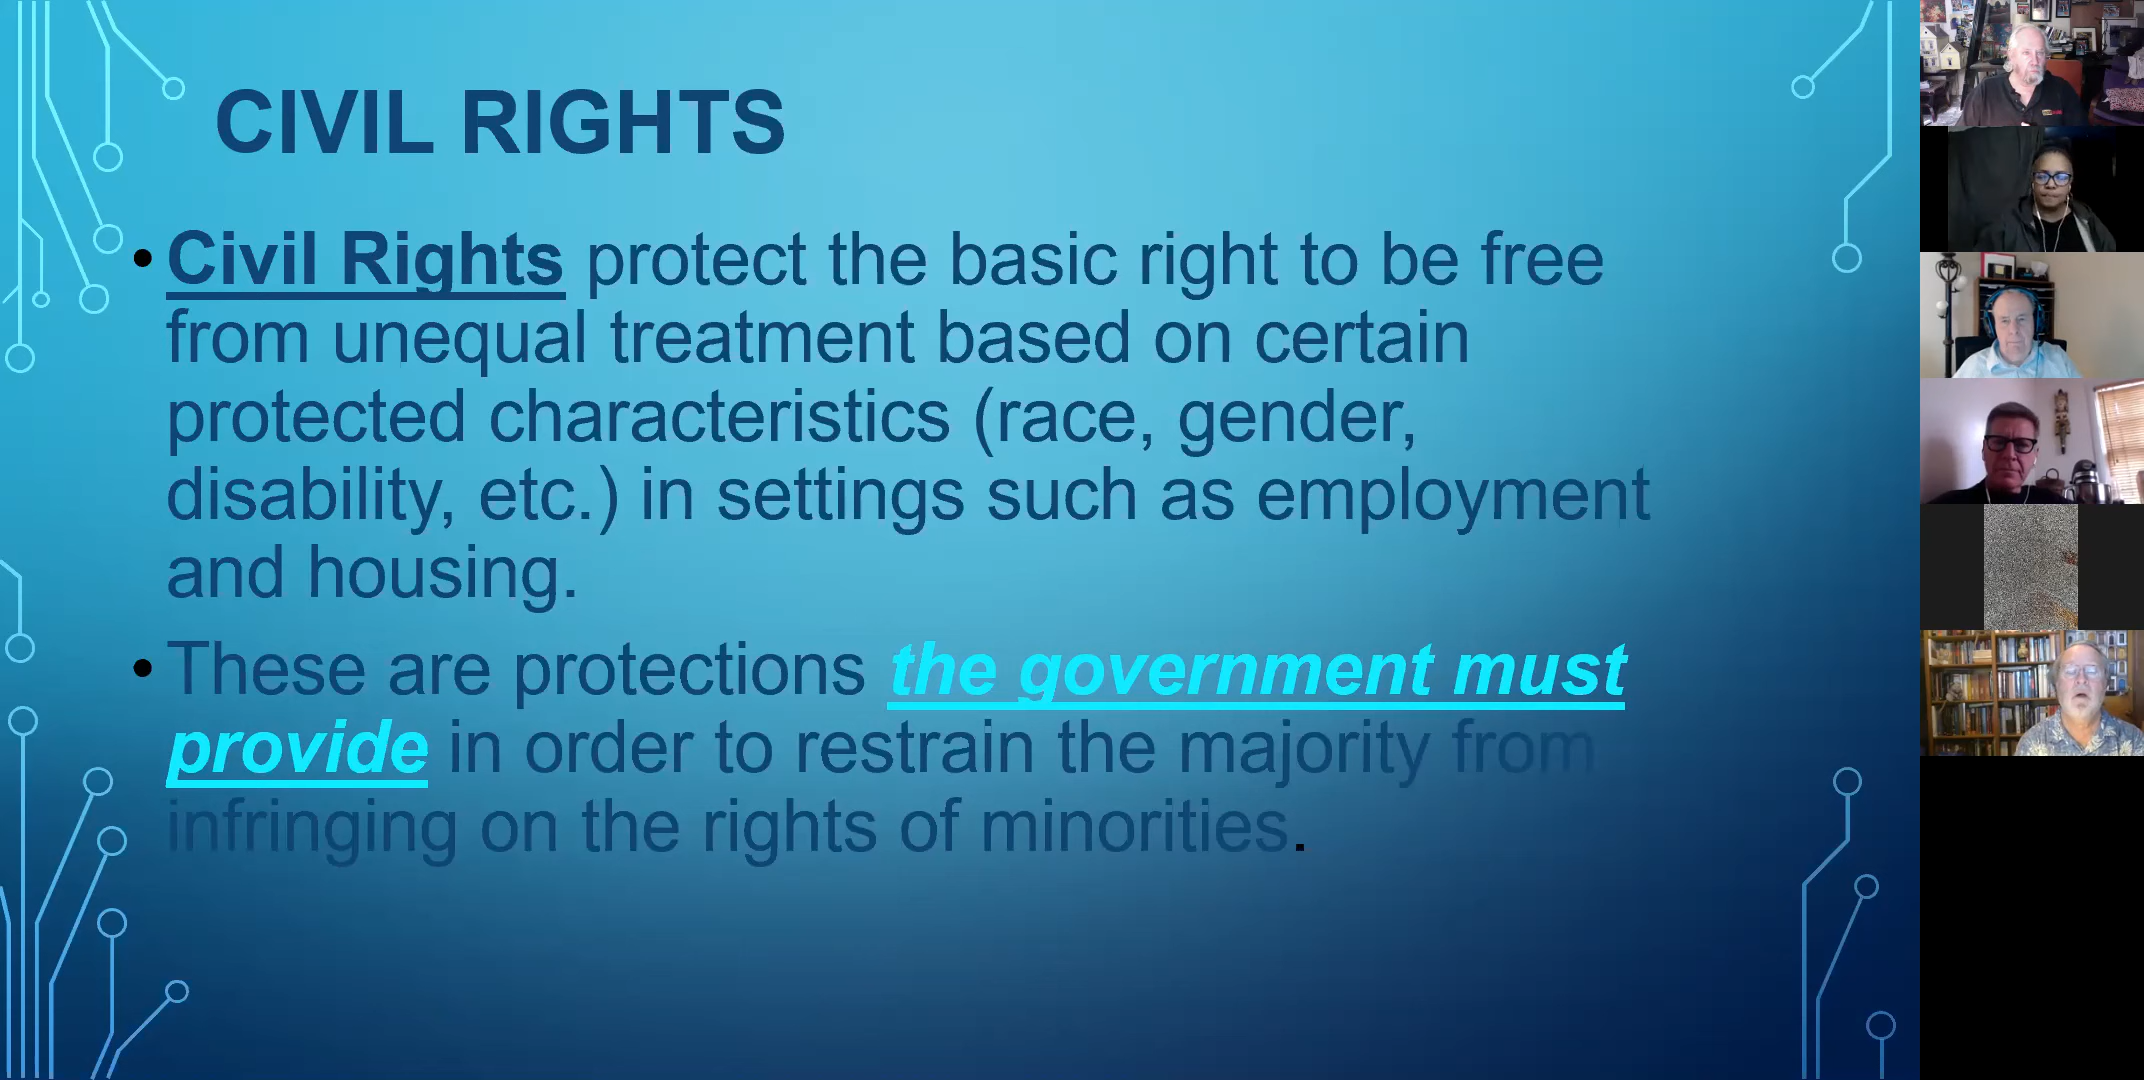 CIVIL RIGHTS
• Civil Rights protect the basic right to be free
from unequal treatment based on certain
protected characteristics (race, gender,
disability, etc.) in settings such as employment
and housing.
• These are protections the government must
provide in order to restrain the majority from
infringing on the rights of minorities.